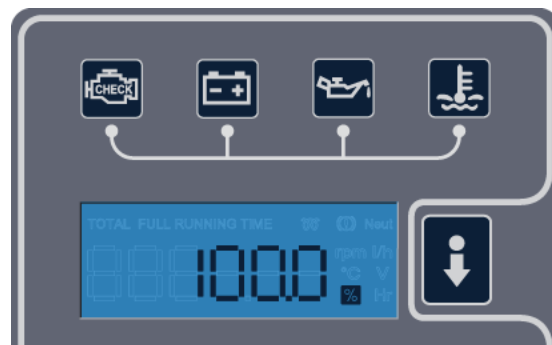 CHECK
- +
TOTAL FULL RUNNING TIME Neut
rpm l/h
100.0 °C V
% Hr